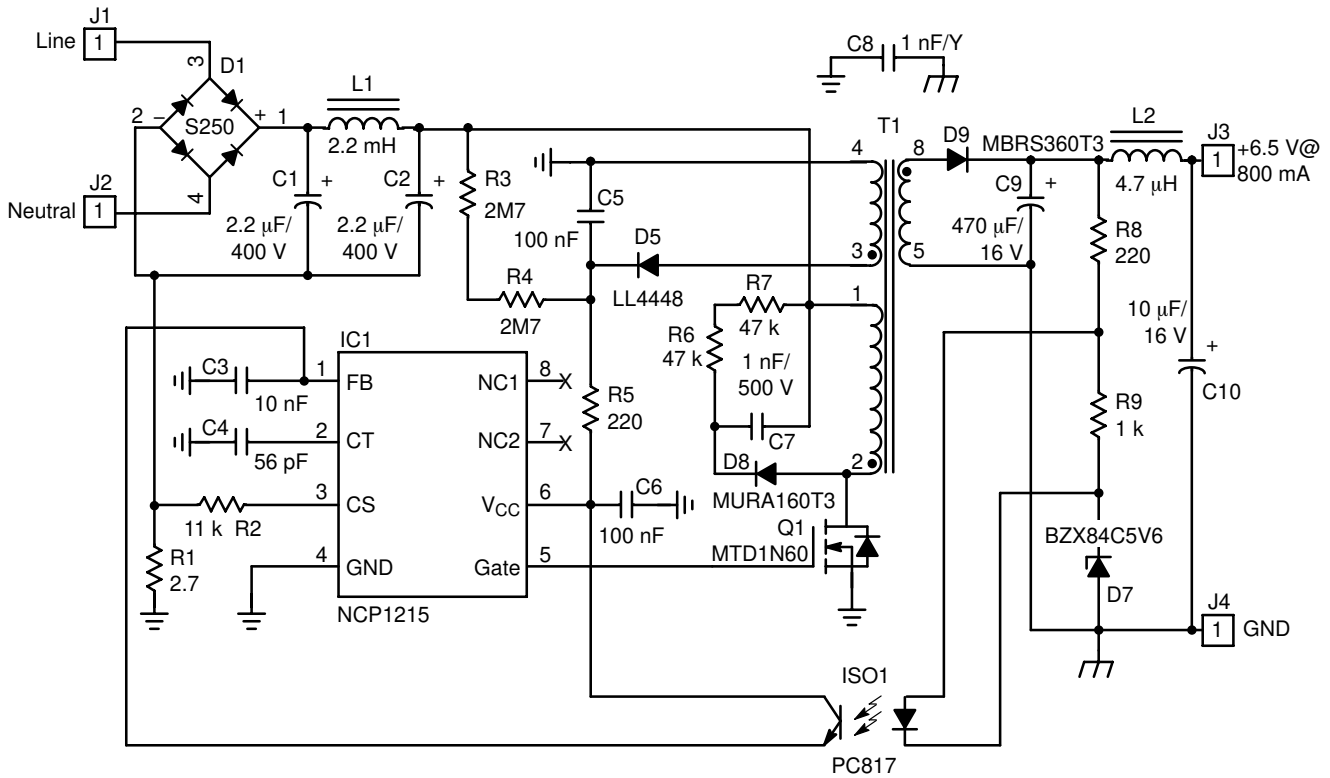 J1
Line
1
3
D1
2
–
S250
+
1
4
J2
Neutral
1
L1
2.2 mH
C1
+
2.2 μF/
400 V
C2
+
2.2 μF/
400 V
R3
2M7
R4
2M7
C5
100 nF
D5
LL4448
C8
1 nF/Y
T1
4
3
8
5
1
2
D9
MBRS360T3
C9
+
470 μF/
16 V
L2
4.7 μH
J3
1
+6.5 V@
800 mA
R8
220
10 μF/
16 V
+
C10
R9
1 k
R7
47 k
R6
47 k
1 nF/
500 V
C7
D8
MURA160T3
Q1
MTD1N60
BZX84C5V6
D7
J4
1
GND
IC1
C3
10 nF
1
FB
NC1
8
X
C4
56 pF
2
CT
NC2
7
X
11 k R2
3
CS
VCC
6
C6
100 nF
4
GND
Gate
5
NCP1215
R5
220
R1
2.7
ISO1
PC817